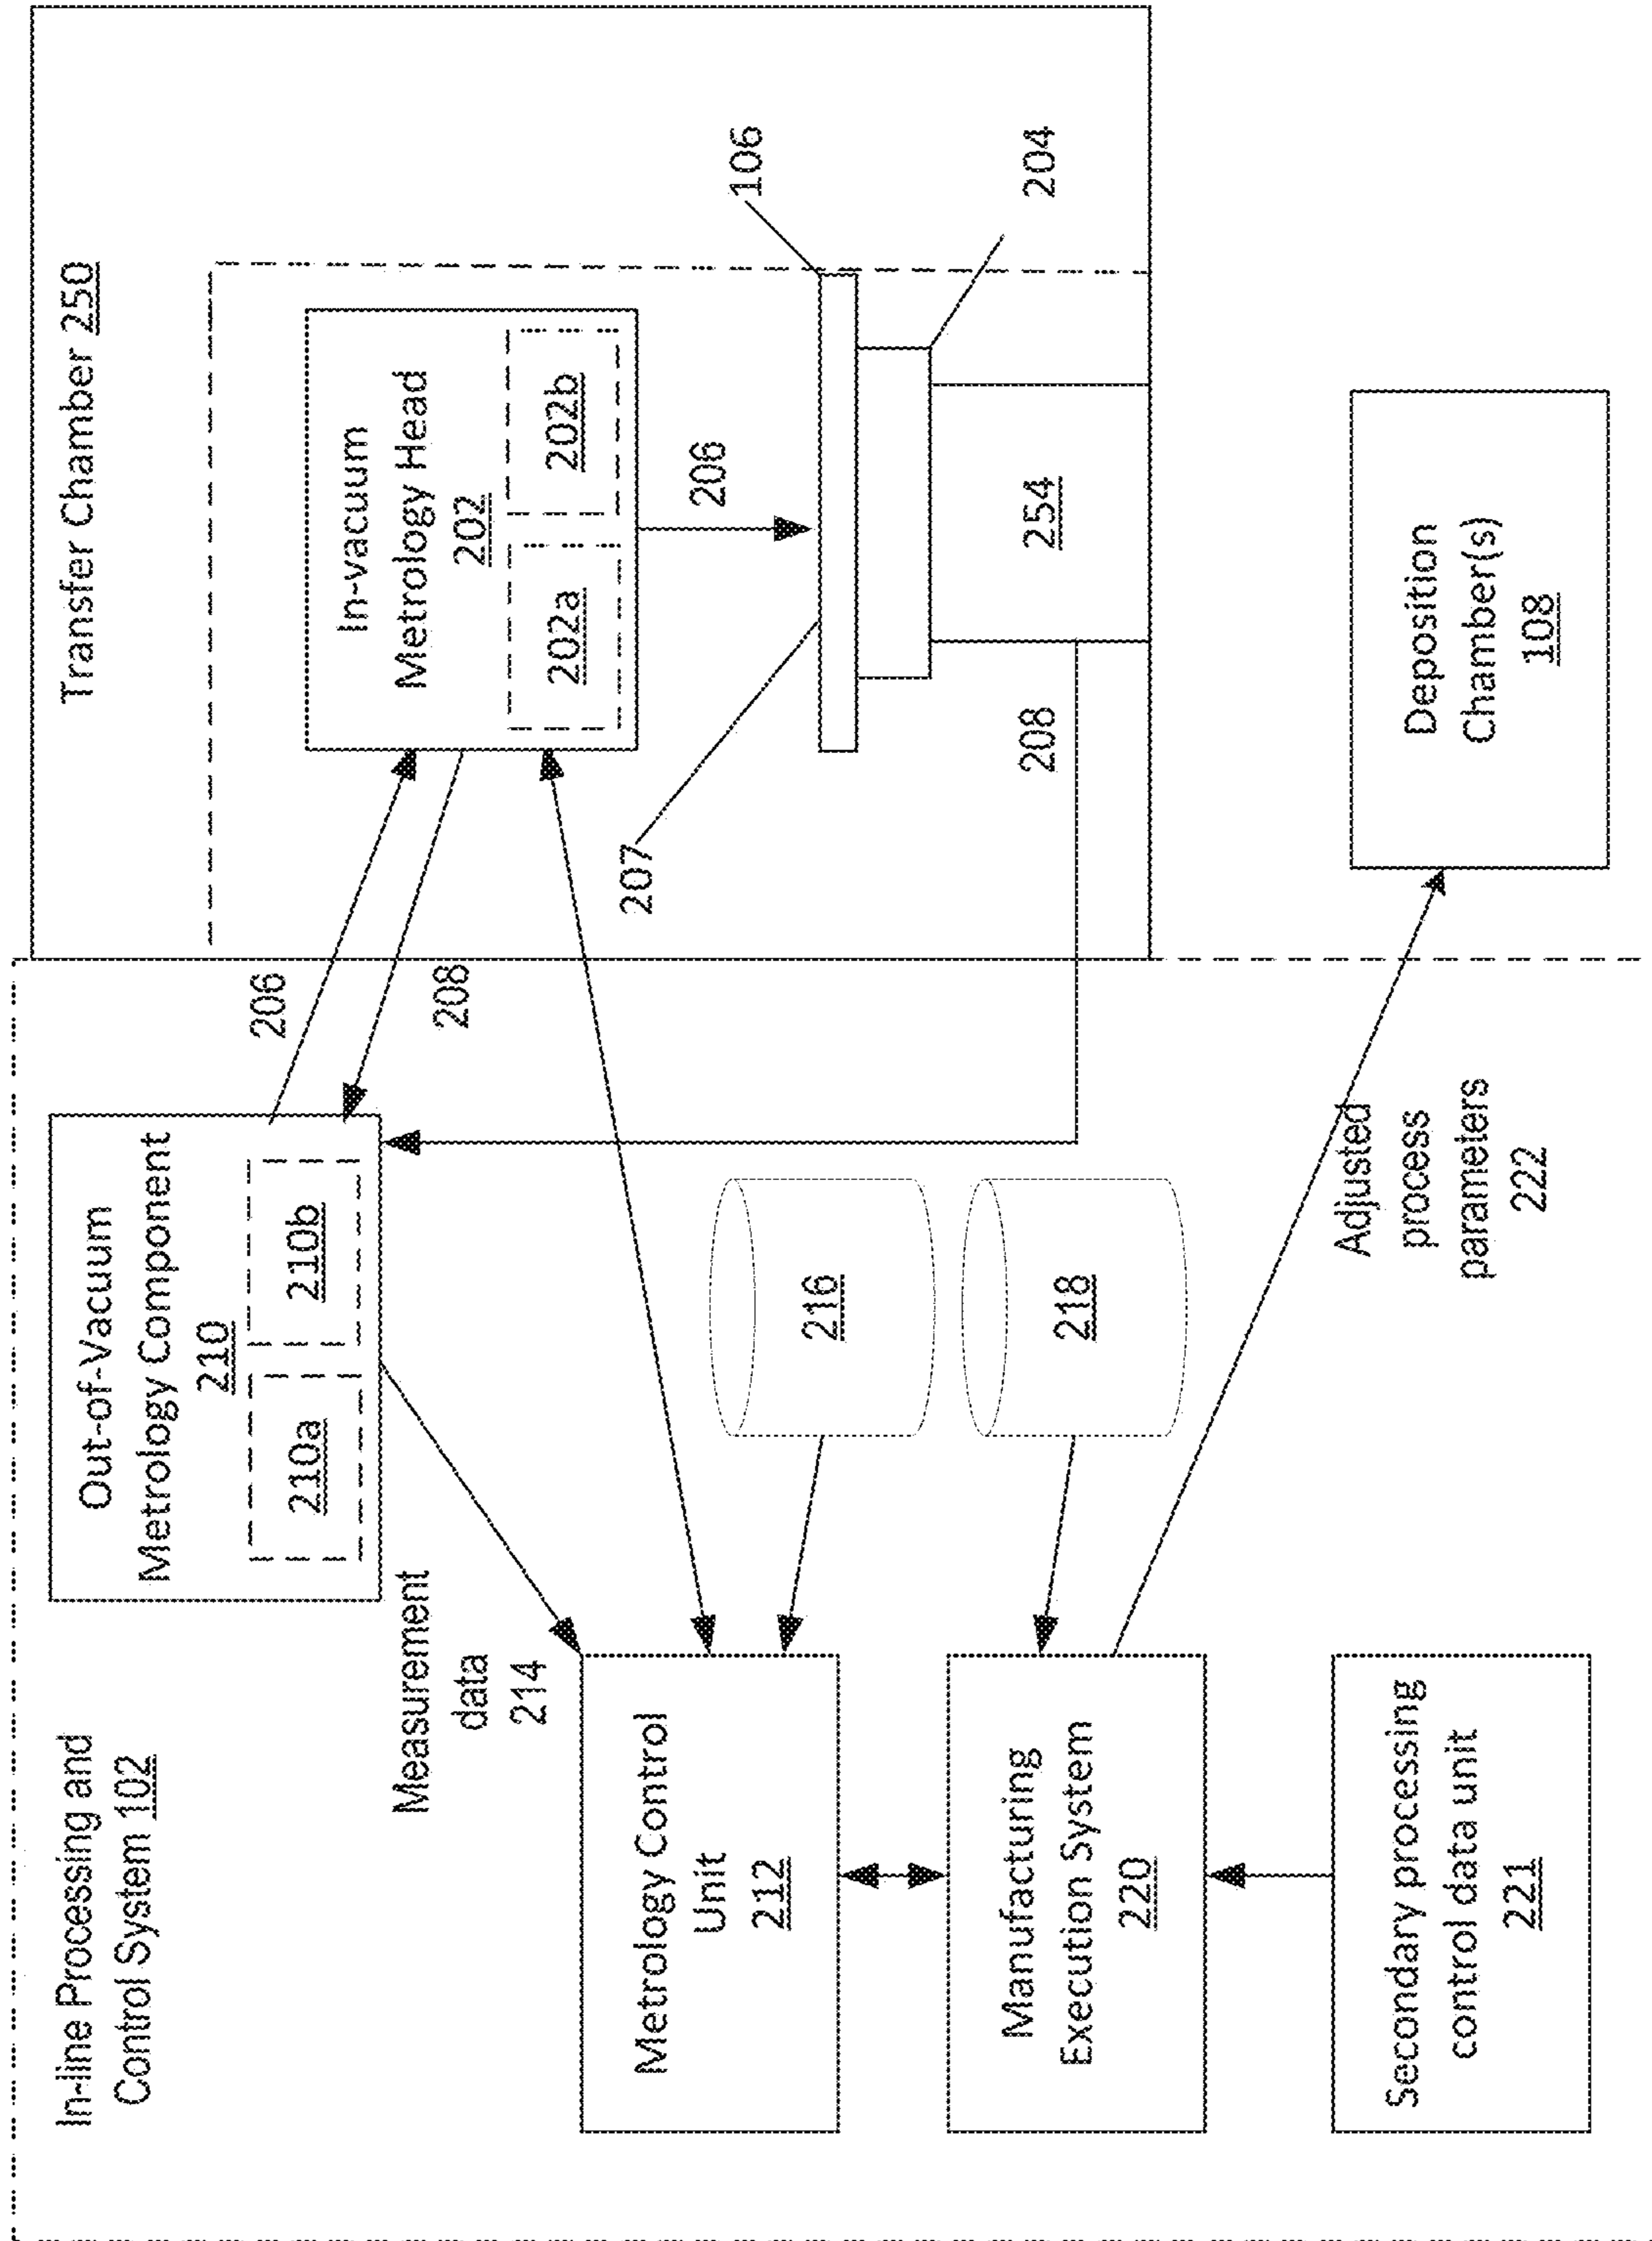 In-line Processing and
Control System 102
Out-of-Vacuum
Metrology Component
210
210a
210b
Transfer Chamber 250
206
208
In-vacuum
Metrology Head
202
202a
202b
206
106
207
204
254
208
Measurement
data
214
Metrology Control
Unit
212
216
218
Manufacturing
Execution System
220
Adjusted
process
parameters
222
Deposition
Chamber(s)
108
Secondary processing
control data unit
221